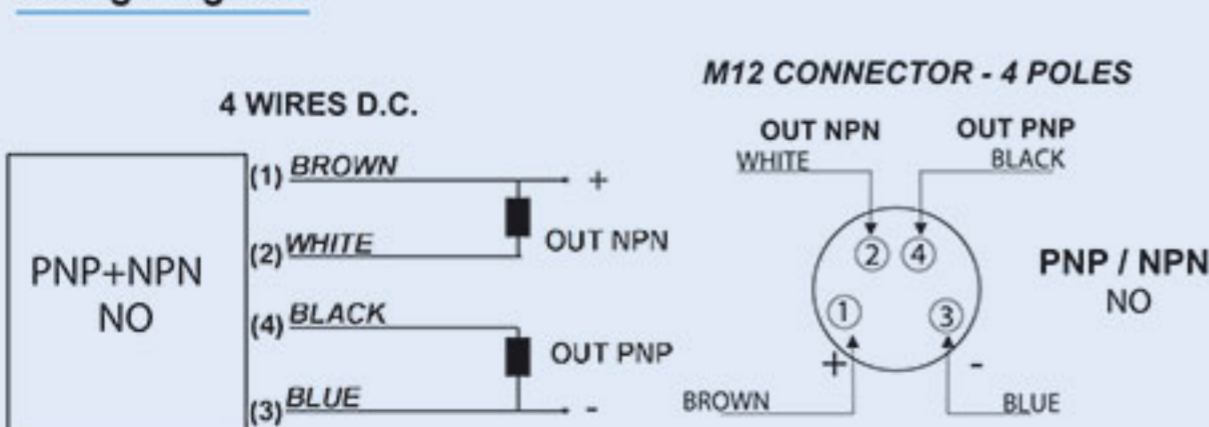 4 WIRES D.C.
(1) BROWN
+
(2) WHITE
OUT NPN
PNP+NPN
NO
(4) BLACK
OUT PNP
(3) BLUE
-
M12 CONNECTOR - 4 POLES
OUT NPN
OUT PNP
WHITE
BLACK
2
4
1
3
+
-
BROWN
BLUE
PNP / NPN
NO